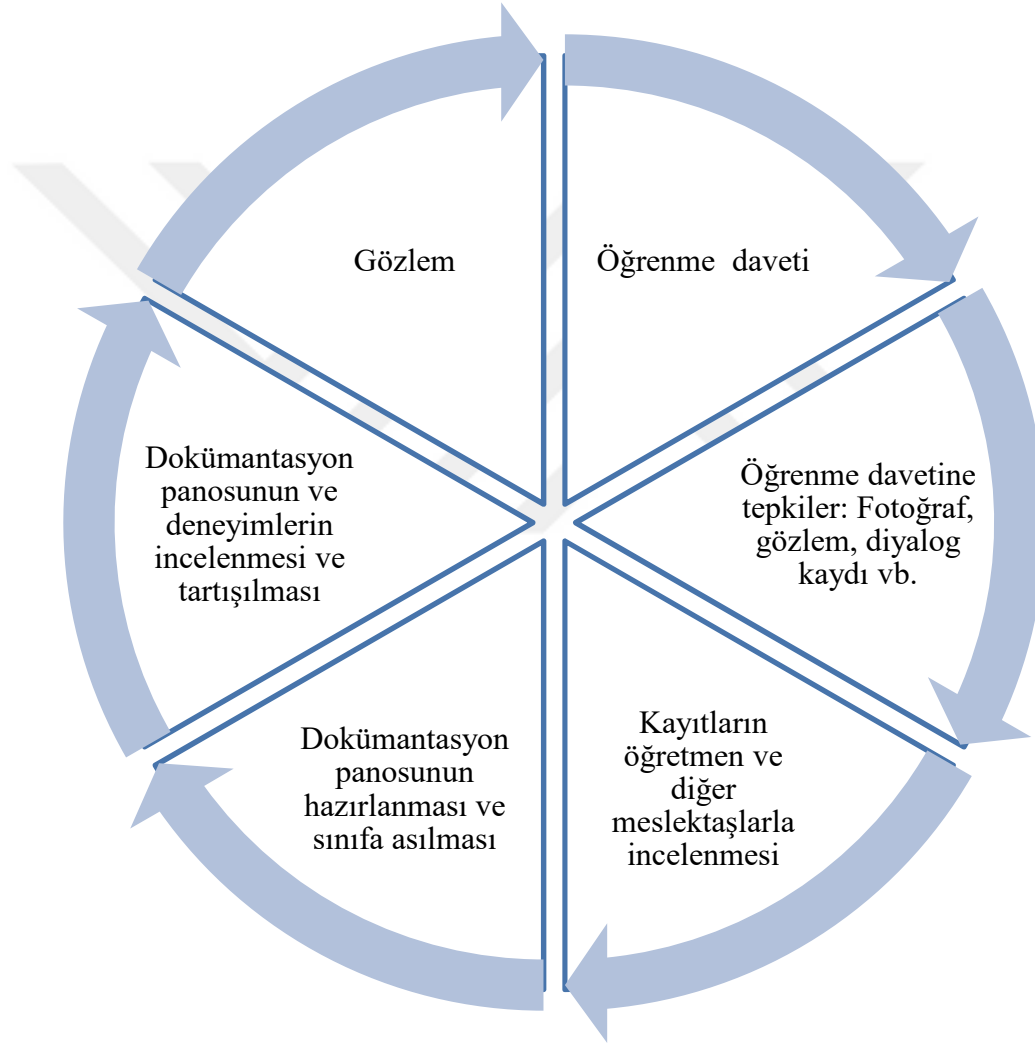 Gözlem
Öğrenme daveti
Öğrenme davetine
tepkiler: Fotoğraf,
gözlem, diyalog
kaydı vb.
Kayıtların
öğretmen ve
diğer
meslektaşlarla
incelenmesi
Dokümantasyon
panosunun
hazırlanması ve
sınıfa asılması
Dokümantasyon
panosunun ve
deneyimlerin
incelenmesi ve
tartışılması